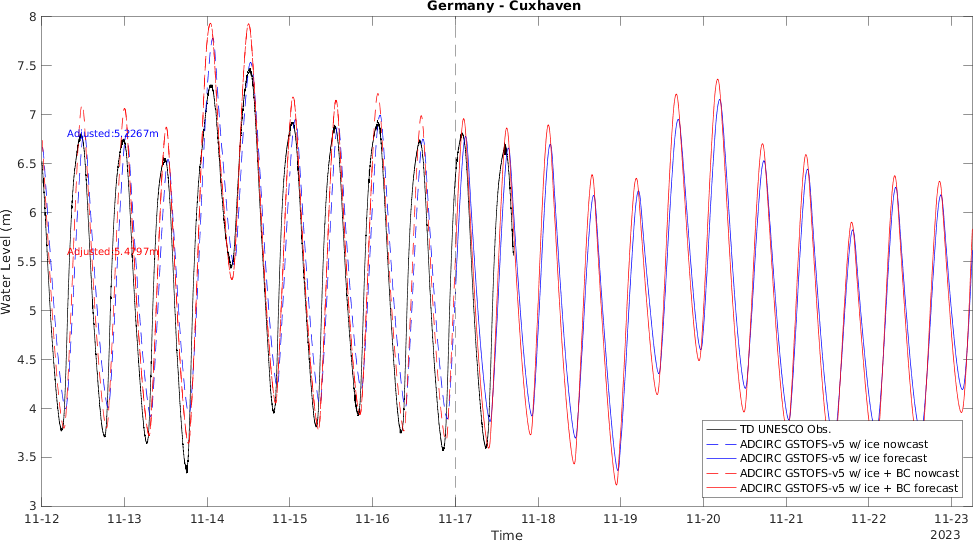 Germany - Cuxhaven
8
7.5
7
6.5
6
5.5
5
4.5
4
3.5
3
Water Level (m)
Adjusted:5.2267m
Adjusted:5.4797m
TD UNESCO Obs.
ADCIRC GSTOFS-v5 w/ ice nowcast
ADCIRC GSTOFS-v5 w/ ice forecast
ADCIRC GSTOFS-v5 w/ ice + BC nowcast
ADCIRC GSTOFS-v5 w/ ice + BC forecast
11-12 11-13 11-14 11-15 11-16 11-17 11-18 11-19 11-20 11-21 11-22 11-23
Time
2023